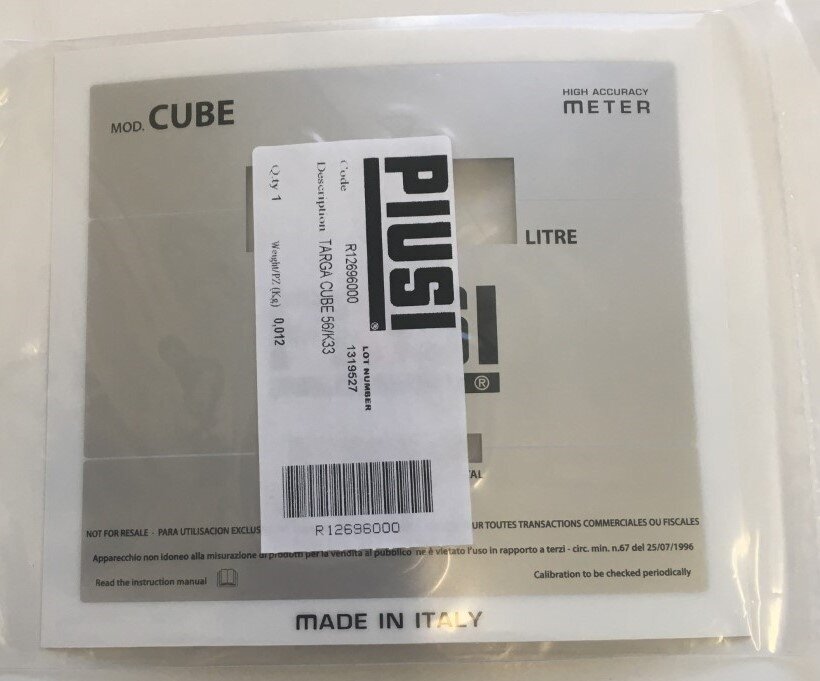 MOD. CUBE
HIGH ACCURACY
METER
LITRE
PIUSI
®
Code R12696000
LOT NUMBER
1319527
Description TARGA CUBE 56/K33
Q.ty 1 Weight/PZ (Kg) 0,012
R12696000
®
NOT FOR RESALE - PARA UTILISACION EXCLUS
UR TOUTES TRANSACTIONS COMMERCIALES OU FISCALES
Apparecchio non idoneo alla misurazione di prodotti per la vendita al pubblico ne è vietato l'uso in rapporto a terzi - circ. min. n.67 del 25/07/1996
Read the instruction manual
Calibration to be checked periodically
MADE IN ITALY